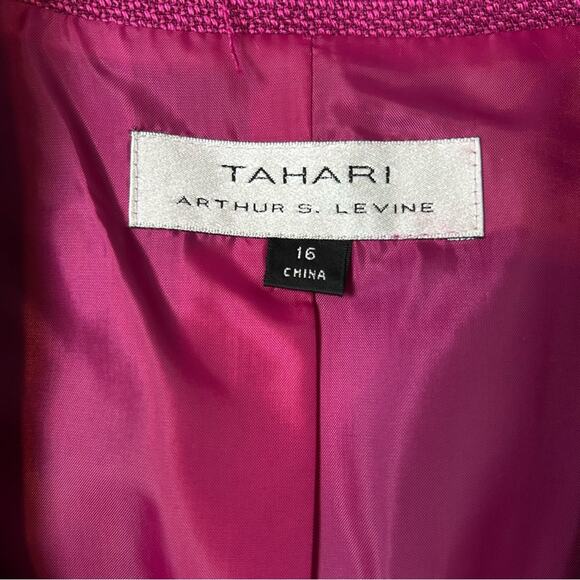 TAHARI
ARTHUR S. LEVINE
16
CHINA